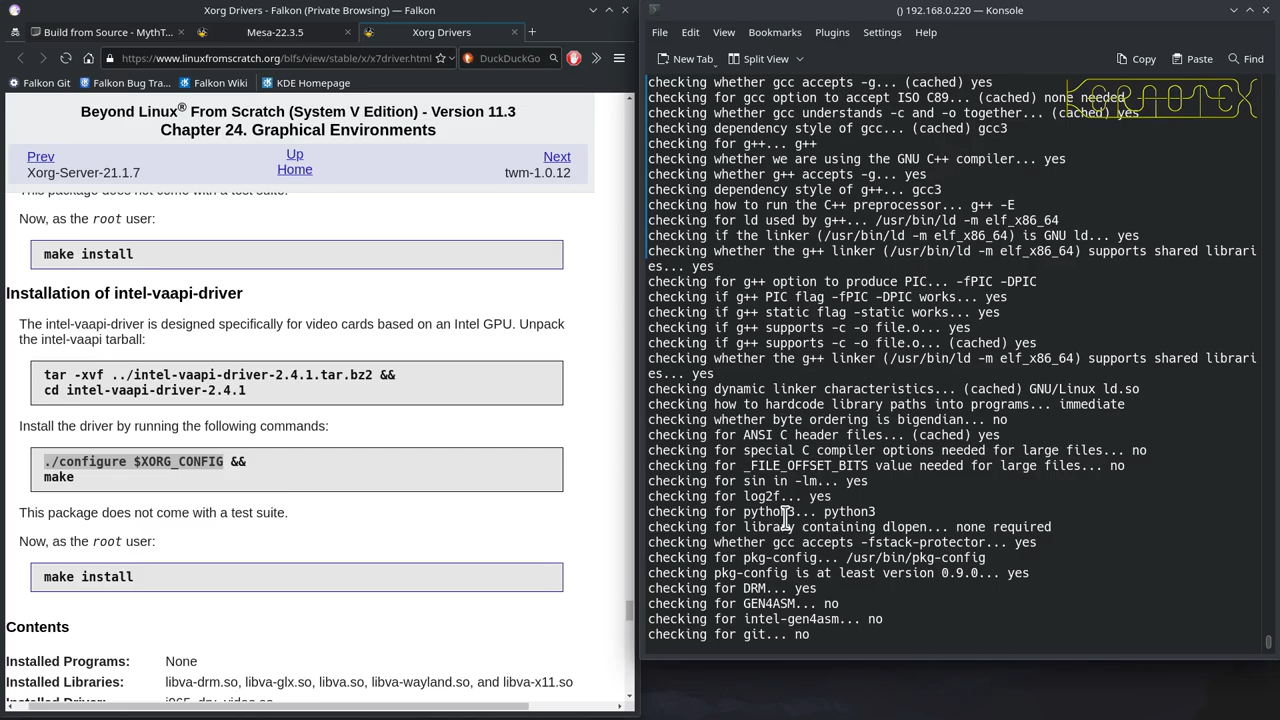 Xorg Drivers - Falkon (Private Browsing) — Falkon
Build from Source - MythT...
Mesa-22.3.5
Xorg Drivers
https://www.linuxfromscratch.org/blfs/view/stable/x/x7driver.html
DuckDuckGo
Falkon Git
Falkon Bug Tra...
Falkon Wiki
KDE Homepage
Beyond Linux® From Scratch (System V Edition) - Version 11.3
Chapter 24. Graphical Environments
Prev
Up
Next
Xorg-Server-21.1.7
Home
twm-1.0.12
This package does not come with a test suite.
Now, as the root user:
make install
Installation of intel-vaapi-driver
The intel-vaapi-driver is designed specifically for video cards based on an Intel GPU. Unpack
the intel-vaapi tarball:
tar -xvf ../intel-vaapi-driver-2.4.1.tar.bz2 &&
cd intel-vaapi-driver-2.4.1
Install the driver by running the following commands:
./configure $XORG_CONFIG &&
make
This package does not come with a test suite.
Now, as the root user:
make install
Contents
Installed Programs: None
Installed Libraries: libva-drm.so, libva-glx.so, libva.so, libva-wayland.so, and libva-x11.so
Installed Driver: i965_drv_video.so
() 192.168.0.220 — Konsole
File Edit View Bookmarks Plugins Settings Help
New Tab Split View Copy Paste Find
checking whether gcc accepts -g... (cached) yes
checking for gcc option to accept ISO C89... (cached) none needed
checking whether gcc understands -c and -o together... (cached) yes
checking dependency style of gcc... (cached) gcc3
checking for g++... g++
checking whether we are using the GNU C++ compiler... yes
checking whether g++ accepts -g... yes
checking dependency style of g++... gcc3
checking how to run the C++ preprocessor... g++ -E
checking for ld used by g++... /usr/bin/ld -m elf_x86_64
checking if the linker (/usr/bin/ld -m elf_x86_64) is GNU ld... yes
checking whether the g++ linker (/usr/bin/ld -m elf_x86_64) supports shared librari
es... yes
checking for g++ option to produce PIC... -fPIC -DPIC
checking if g++ PIC flag -fPIC -DPIC works... yes
checking if g++ static flag -static works... yes
checking if g++ supports -c -o file.o... yes
checking if g++ supports -c -o file.o... (cached) yes
checking whether the g++ linker (/usr/bin/ld -m elf_x86_64) supports shared librari
es... yes
checking dynamic linker characteristics... (cached) GNU/Linux ld.so
checking how to hardcode library paths into programs... immediate
checking whether byte ordering is bigendian... no
checking for ANSI C header files... (cached) yes
checking for special C compiler options needed for large files... no
checking for _FILE_OFFSET_BITS value needed for large files... no
checking for sin in -lm... yes
checking for log2f... yes
checking for python3... python3
checking for library containing dlopen... none required
checking whether gcc accepts -fstack-protector... yes
checking for pkg-config... /usr/bin/pkg-config
checking pkg-config is at least version 0.9.0... yes
checking for DRM... yes
checking for GEN4ASM... no
checking for intel-gen4asm... no
checking for git... no